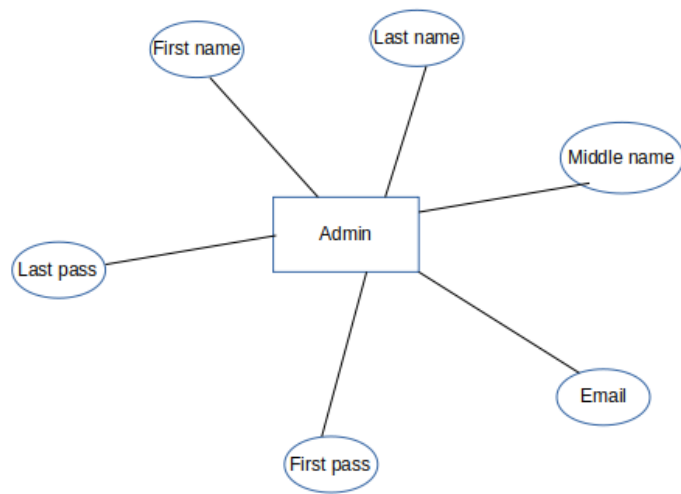 Last name
First name
Middle name
Admin
Last pass
Email
First pass